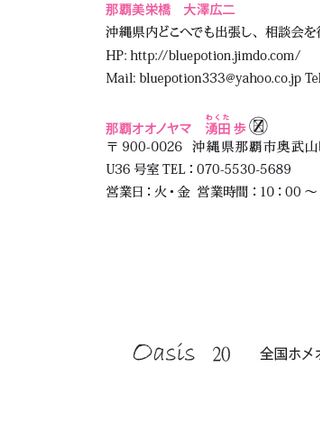 那覇美栄橋　大澤広二
沖縄県内どこへでも出張し、相談会を
HP: http://bluepotion.jimdo.com/
Mail: bluepotion333@yahoo.co.jp Tel
わくた
那覇オオノヤマ　湧田 歩 Ⓩ
〒 900-0026 沖縄県那覇市奥武山
U36 号室 TEL：070-5530-5689
営業日：火・金 営業時間：10：00 〜
Oasis 20 全国ホメオ